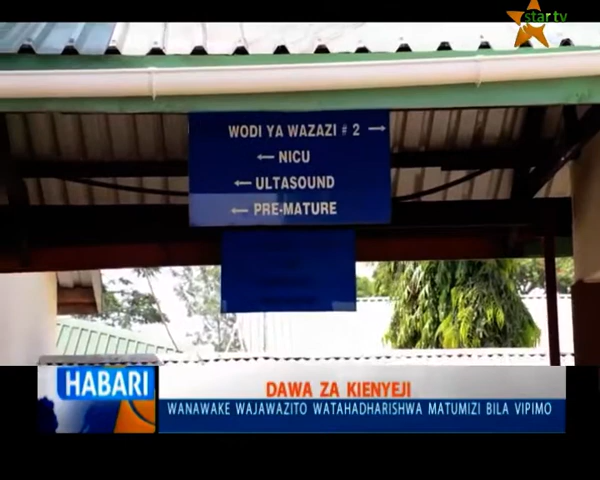 star tv
WODI YA WAZAZI # 2 →
← NICU
← ULTASOUND
← PRE-MATURE
HABARI
DAWA ZA KIENYEJI
WANAWAKE WAJAWAZITO WATAHADHARISHWA MATUMIZI BILA VIPIMO